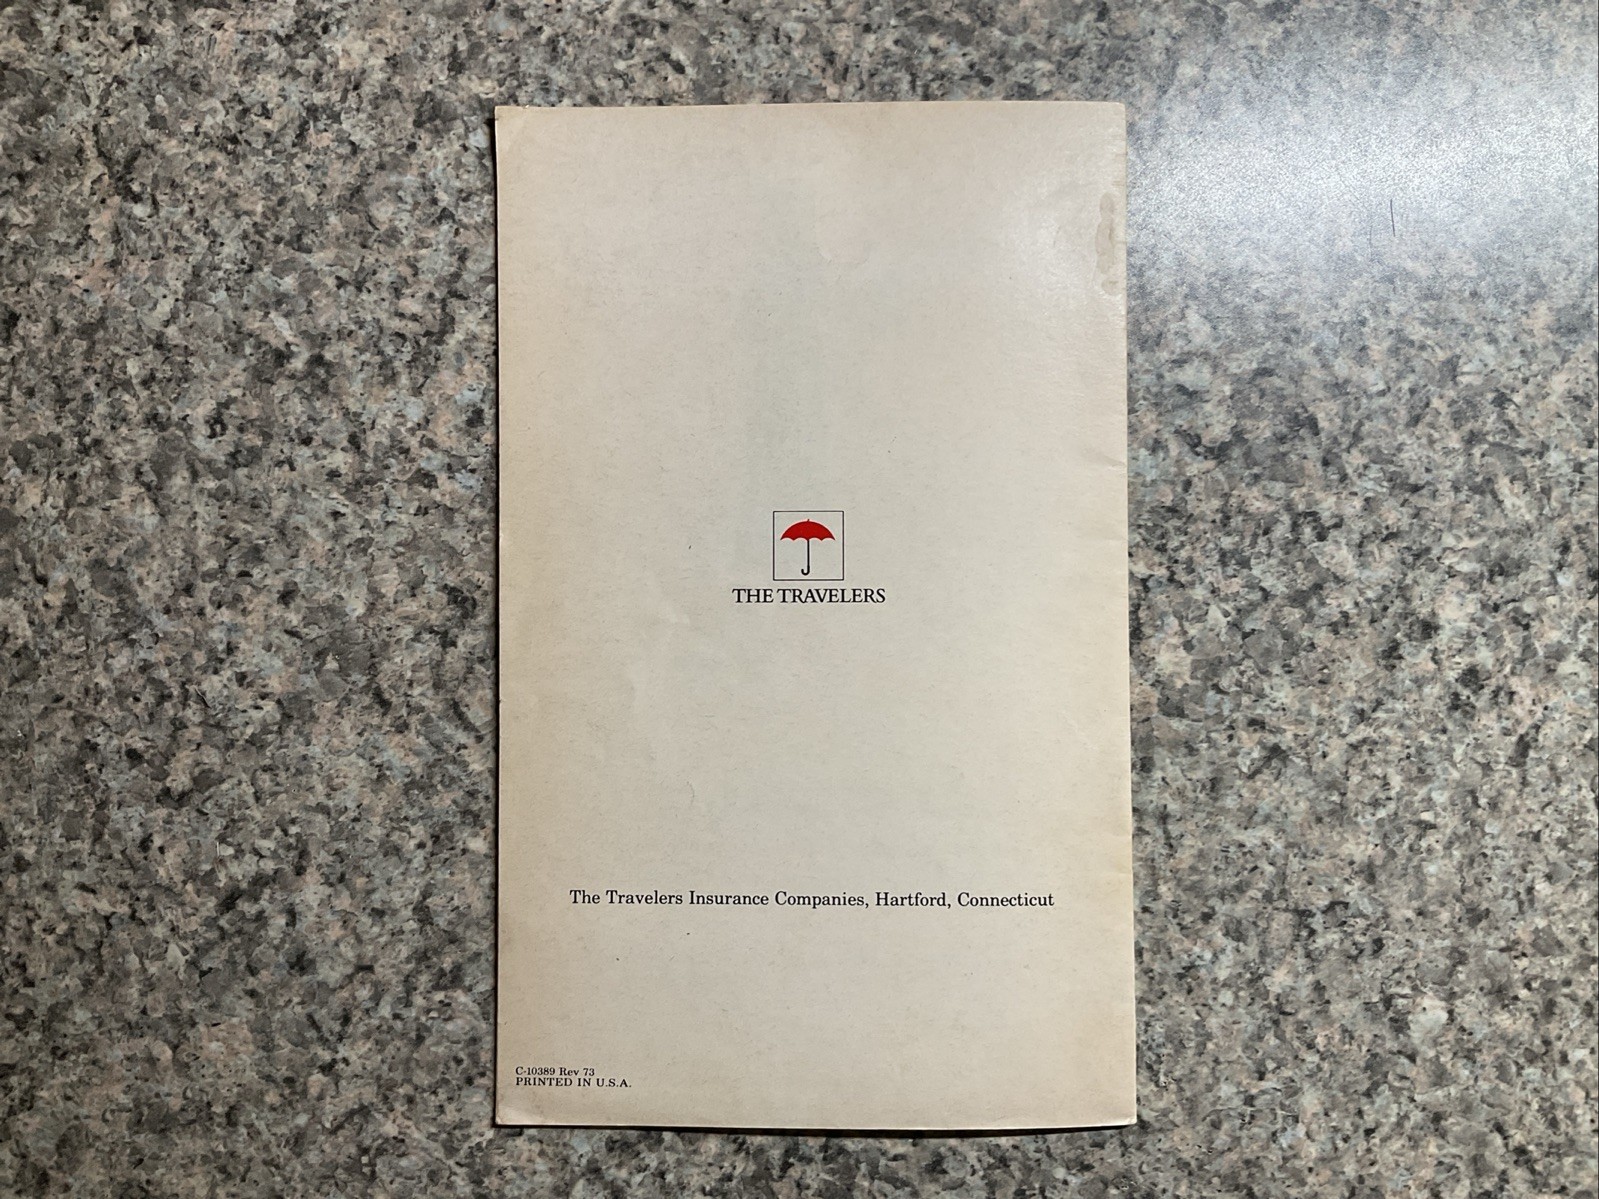 THE TRAVELERS
The Travelers Insurance Companies, Hartford, Connecticut
C-10389 Rev 73
PRINTED IN U.S.A.